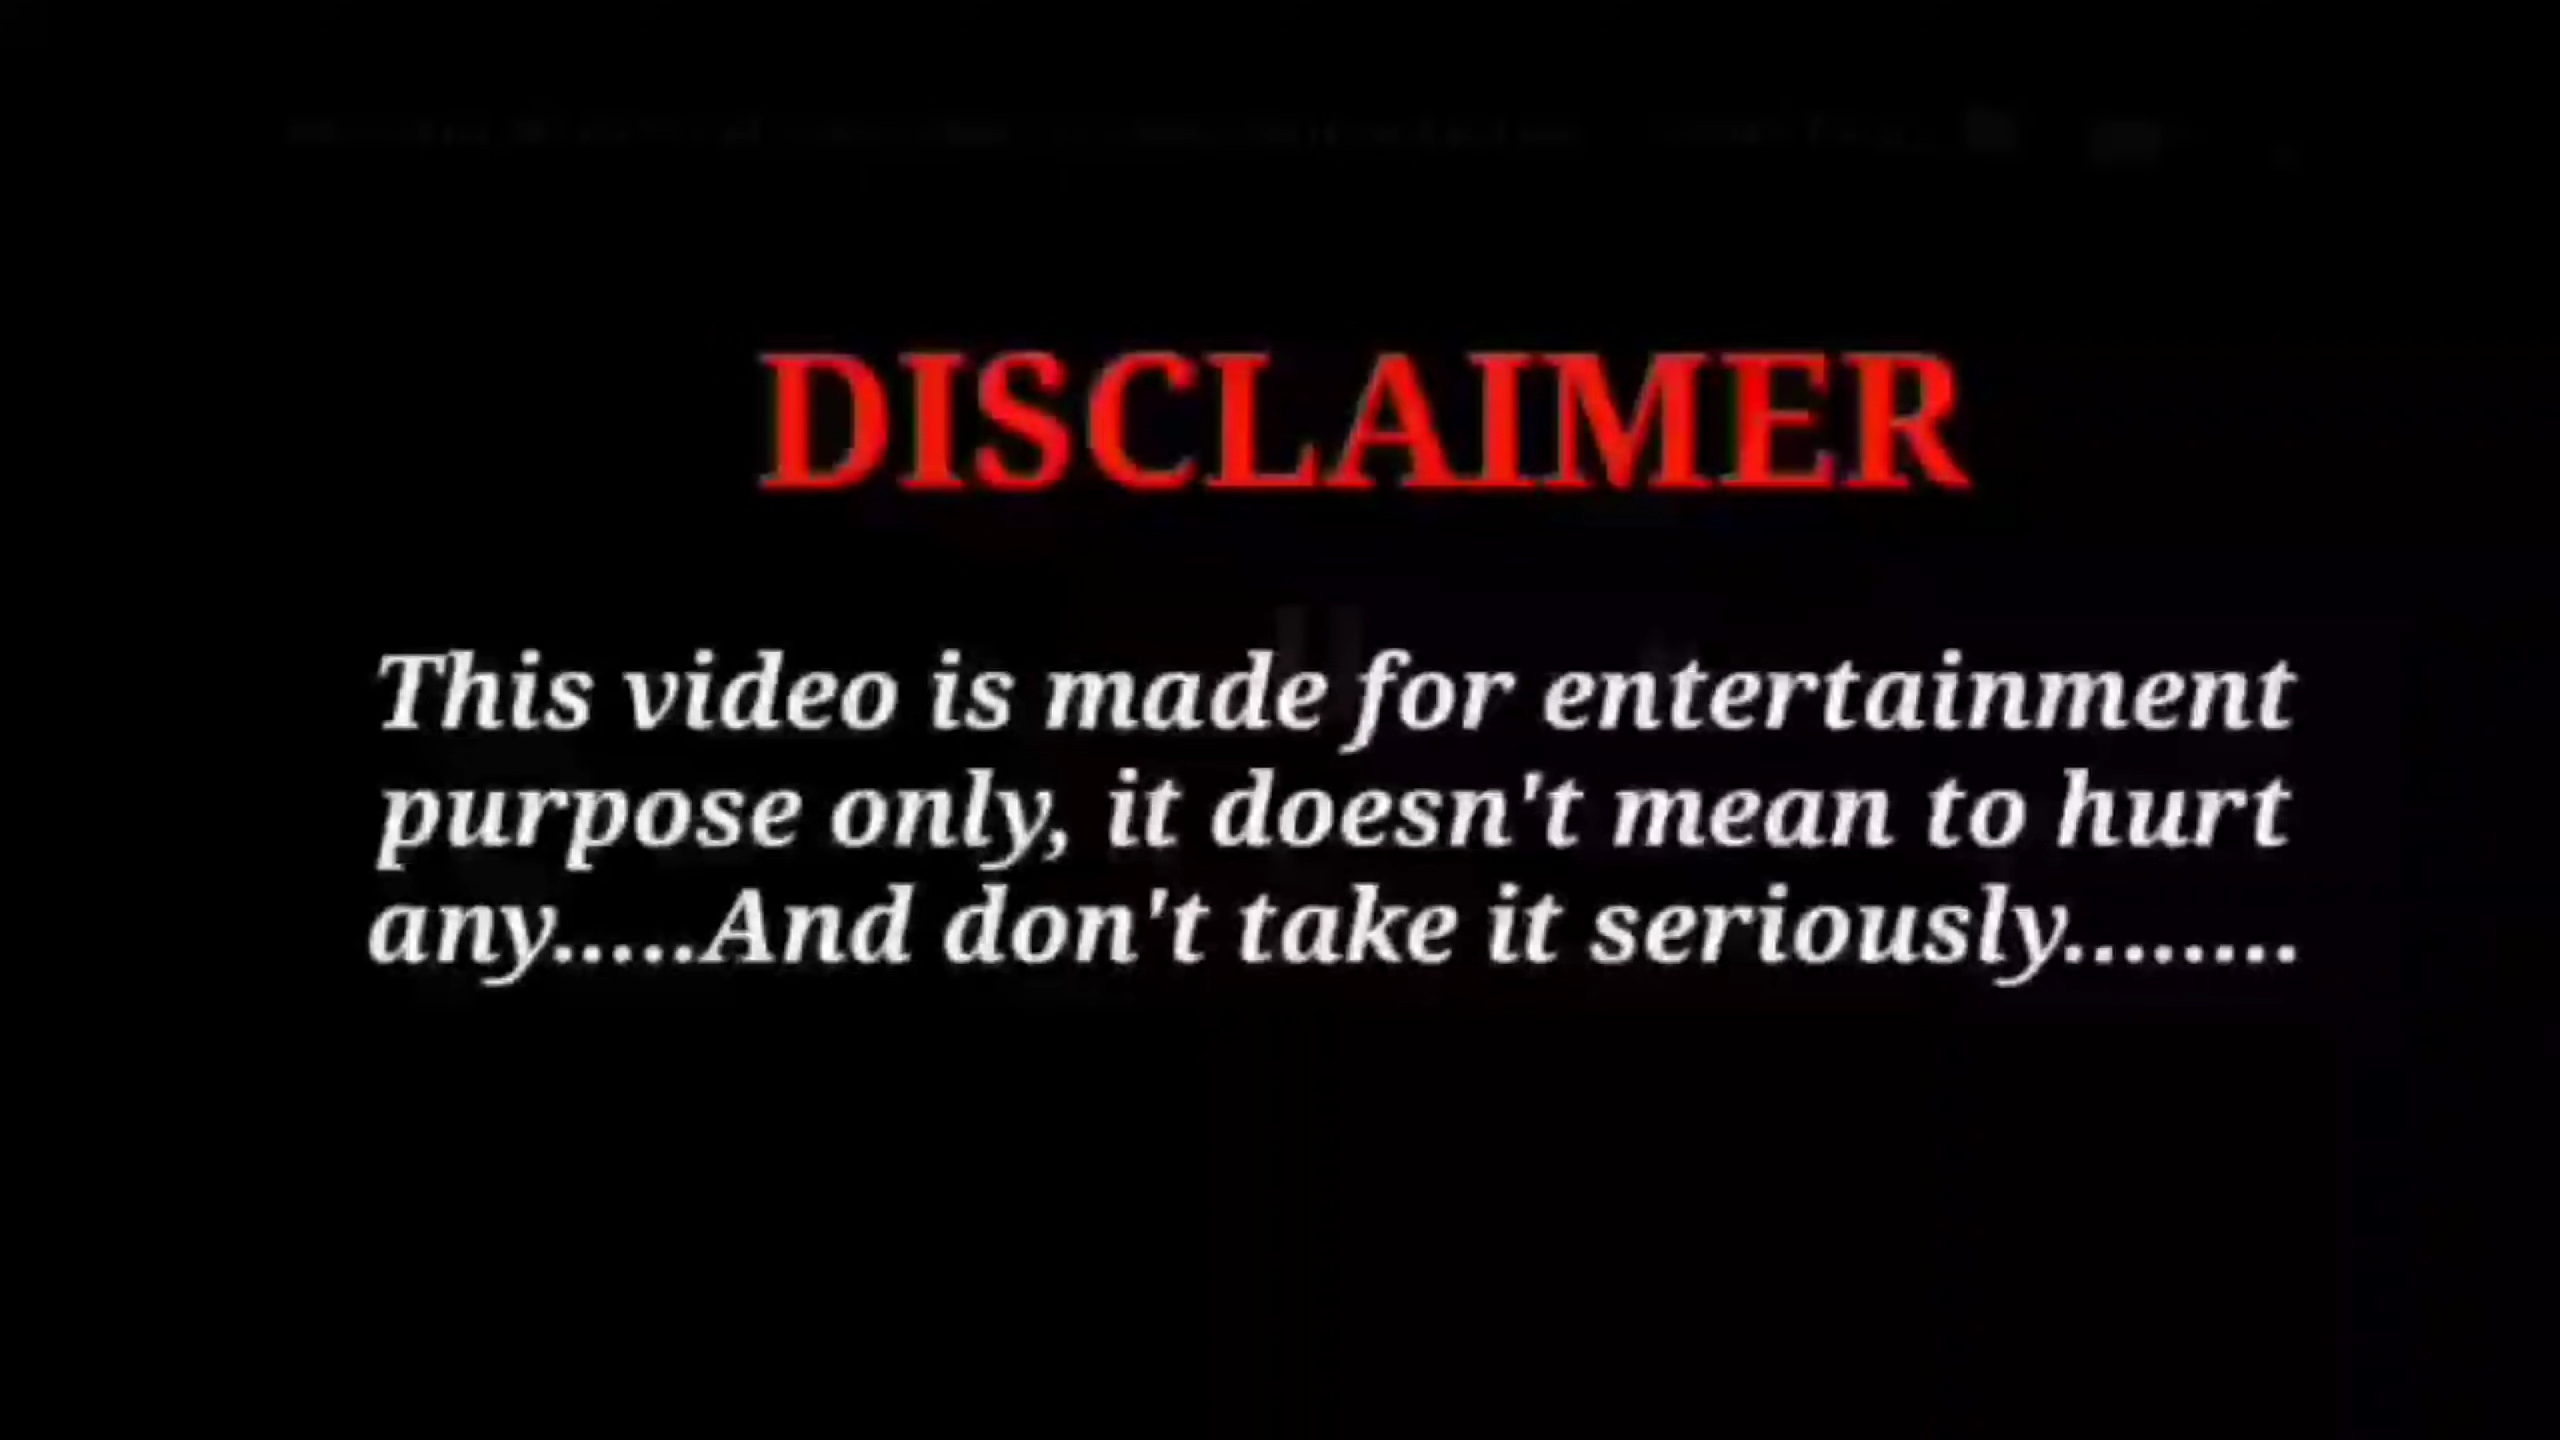 DISCLAIMER
This video is made for entertainment
purpose only, it doesn't mean to hurt
any.....And don't take it seriously........